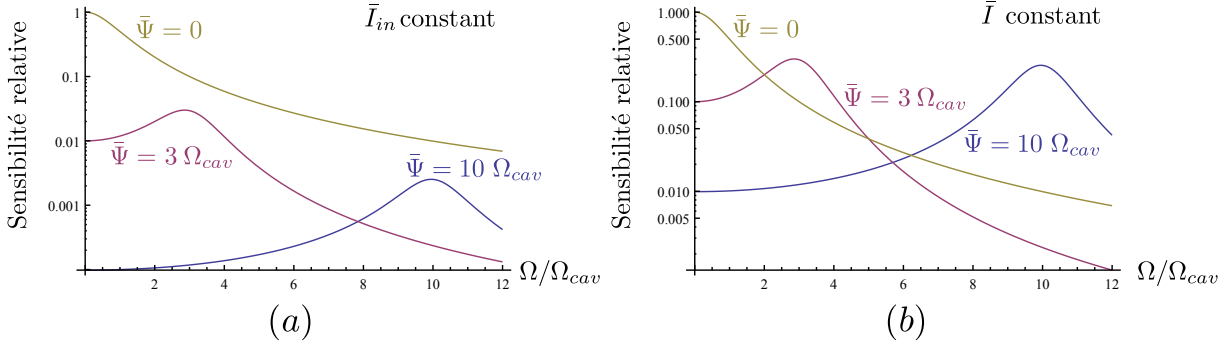 Sensibilité relative
1
0.1
0.01
0.001
Ī_in constant
Ψ̄ = 0
Ψ̄ = 3 Ω_cav
Ψ̄ = 10 Ω_cav
2 4 6 8 10 12
Ω/Ω_cav
(a)
Sensibilité relative
1.000
0.100
0.050
0.010
0.005
Ī constant
Ψ̄ = 0
Ψ̄ = 3 Ω_cav
Ψ̄ = 10 Ω_cav
2 4 6 8 10 12
Ω/Ω_cav
(b)